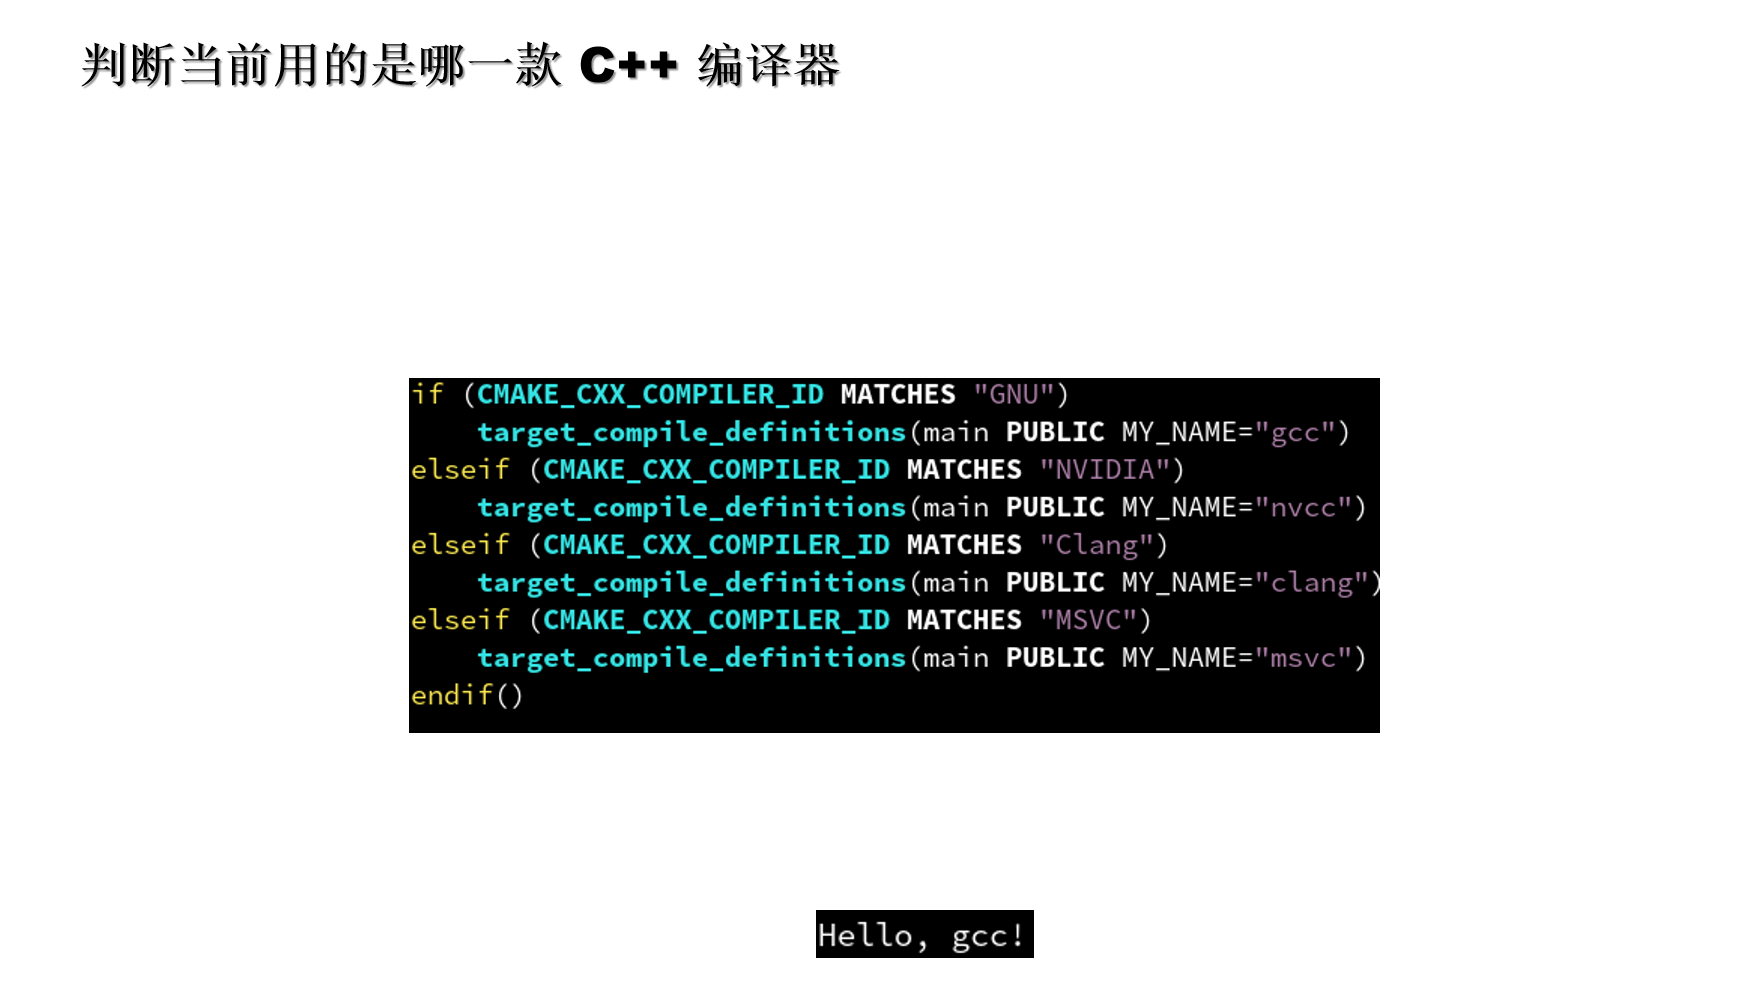 判断当前用的是哪一款 C++ 编译器
if (CMAKE_CXX_COMPILER_ID MATCHES "GNU")
    target_compile_definitions(main PUBLIC MY_NAME="gcc")
elseif (CMAKE_CXX_COMPILER_ID MATCHES "NVIDIA")
    target_compile_definitions(main PUBLIC MY_NAME="nvcc")
elseif (CMAKE_CXX_COMPILER_ID MATCHES "Clang")
    target_compile_definitions(main PUBLIC MY_NAME="clang")
elseif (CMAKE_CXX_COMPILER_ID MATCHES "MSVC")
    target_compile_definitions(main PUBLIC MY_NAME="msvc")
endif()
Hello, gcc!